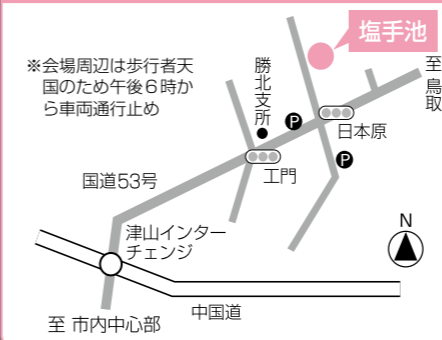 塩手池
※会場周辺は歩行者天
国のため午後6時か
ら車両通行止め
勝北支所
至 鳥取
P
日本原
P
工門
国道53号
津山インター
チェンジ
N
中国道
至 市内中心部